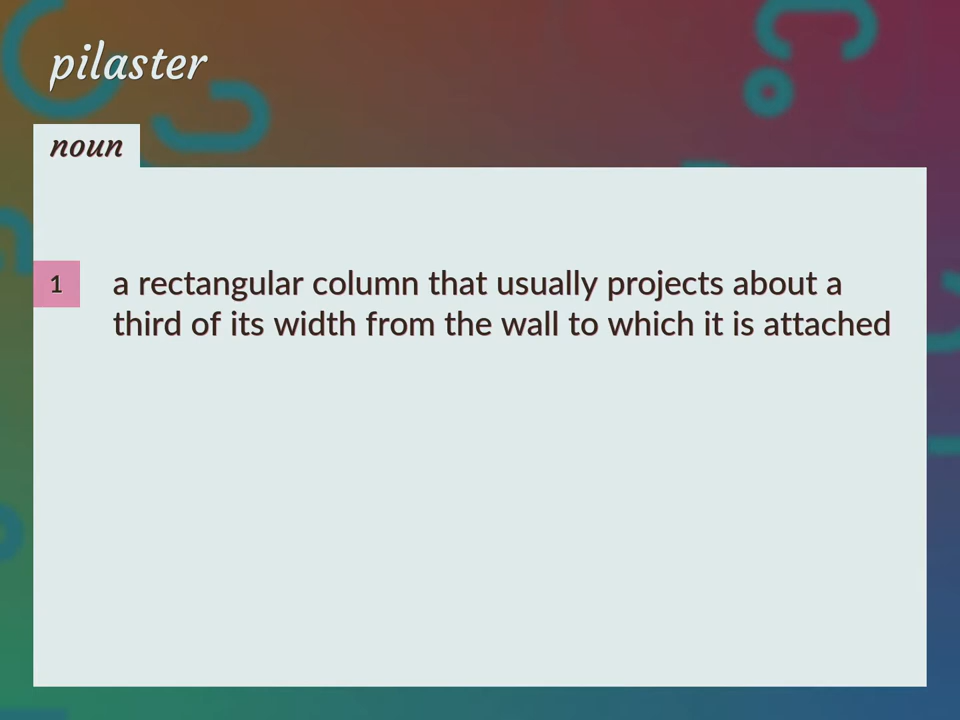 pilaster
noun
1
a rectangular column that usually projects about a
third of its width from the wall to which it is attached